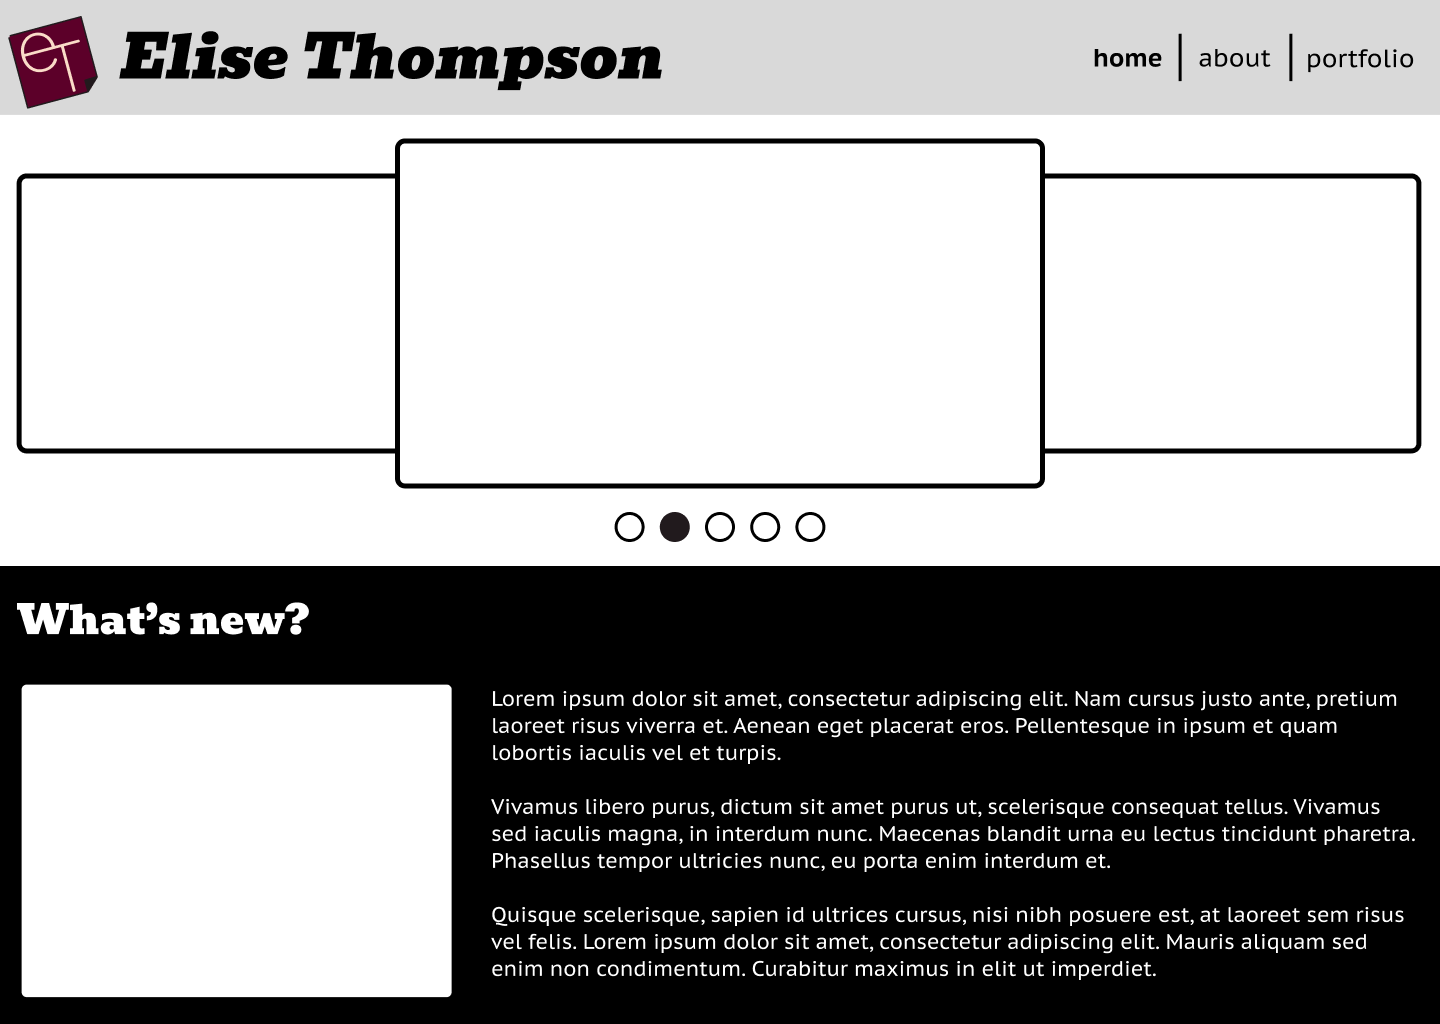 eT
Elise Thompson
home
about
portfolio
What's new?
Lorem ipsum dolor sit amet, consectetur adipiscing elit. Nam cursus justo ante, pretium
laoreet risus viverra et. Aenean eget placerat eros. Pellentesque in ipsum et quam
lobortis iaculis vel et turpis.
Vivamus libero purus, dictum sit amet purus ut, scelerisque consequat tellus. Vivamus
sed iaculis magna, in interdum nunc. Maecenas blandit urna eu lectus tincidunt pharetra.
Phasellus tempor ultricies nunc, eu porta enim interdum et.
Quisque scelerisque, sapien id ultrices cursus, nisi nibh posuere est, at laoreet sem risus
vel felis. Lorem ipsum dolor sit amet, consectetur adipiscing elit. Mauris aliquam sed
enim non condimentum. Curabitur maximus in elit ut imperdiet.